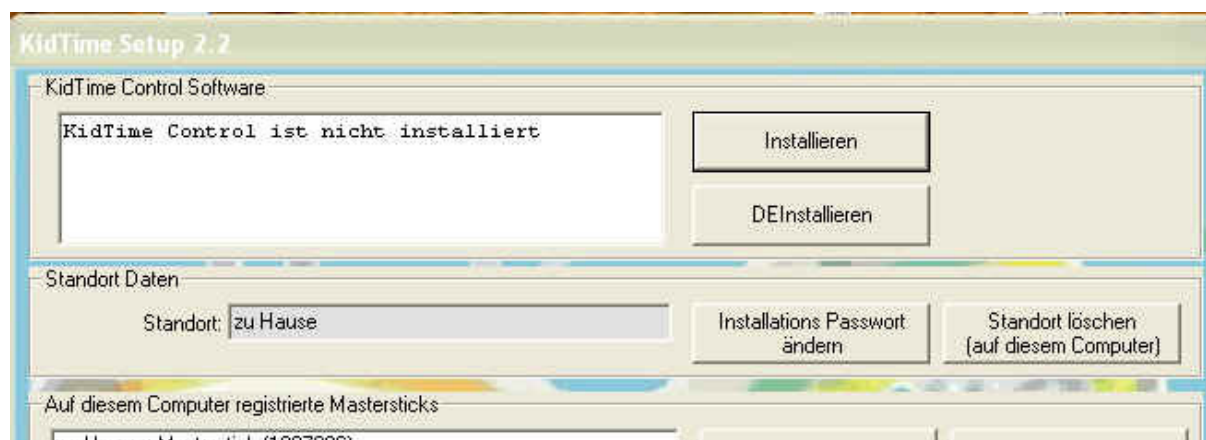 KidTime Setup 2.2
KidTime Control Software
KidTime Control ist nicht installiert
Installieren
DEInstallieren
Standort Daten
Standort: zu Hause
Installations Passwort
ändern
Standort löschen
(auf diesem Computer)
Auf diesem Computer registrierte Mastersticks